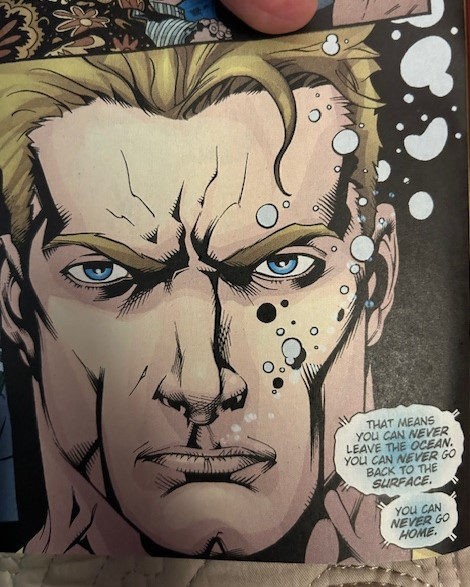 THAT MEANS
YOU CAN NEVER
LEAVE THE OCEAN.
YOU CAN NEVER GO
BACK TO THE
SURFACE.
YOU CAN
NEVER GO
HOME.